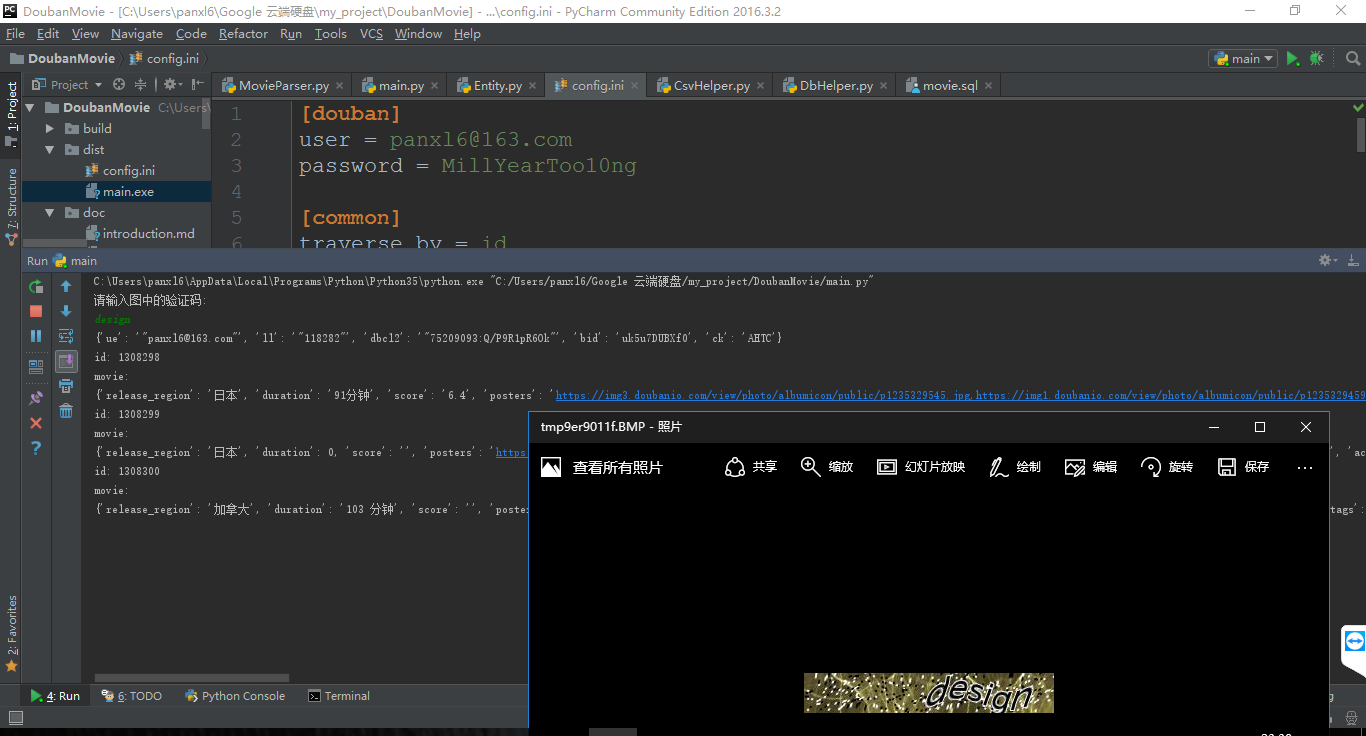 DoubanMovie - [C:\Users\panxl6\Google 云端硬盘\my_project\DoubanMovie] - ...\config.ini - PyCharm Community Edition 2016.3.2
File Edit View Navigate Code Refactor Run Tools VCS Window Help
DoubanMovie config.ini main
Project MovieParser.py main.py Entity.py config.ini CsvHelper.py DbHelper.py movie.sql
1: Project
7: Structure
2: Favorites
DoubanMovie C:\Users\
build
dist
config.ini
main.exe
doc
introduction.md
1 [douban]
2 user = panxl6@163.com
3 password = MillYearToo10ng
4
5 [common]
6 traverse_by = id
Run main
C:\Users\panxl6\AppData\Local\Programs\Python\Python35\python.exe "C:/Users/panxl6/Google 云端硬盘/my_project/DoubanMovie/main.py"
请输入图中的验证码:
design
{'ue': '"panxl6@163.com"', 'll': '"118282"', 'dbcl2': '"75209093:Q/P9R1pR6Ok"', 'bid': 'uk5u7DUBXf0', 'ck': 'AHTC'}
id: 1308298
movie:
{'release_region': '日本', 'duration': '91分钟', 'score': '6.4', 'posters': 'https://img3.doubanio.com/view/photo/albumicon/public/p1235329545.jpg,https://img1.doubanio.com/view/photo/albumicon/public/p1235329459
id: 1308299
movie:
{'release_region': '日本', 'duration': 0, 'score': '', 'posters': 'https: ', 'ac
id: 1308300
movie:
{'release_region': '加拿大', 'duration': '103 分钟', 'score': '', 'poste tags':
tmp9er9011f.BMP - 照片
查看所有照片 共享 缩放 幻灯片放映 绘制 编辑 旋转 保存 ...
design
4: Run 6: TODO Python Console Terminal